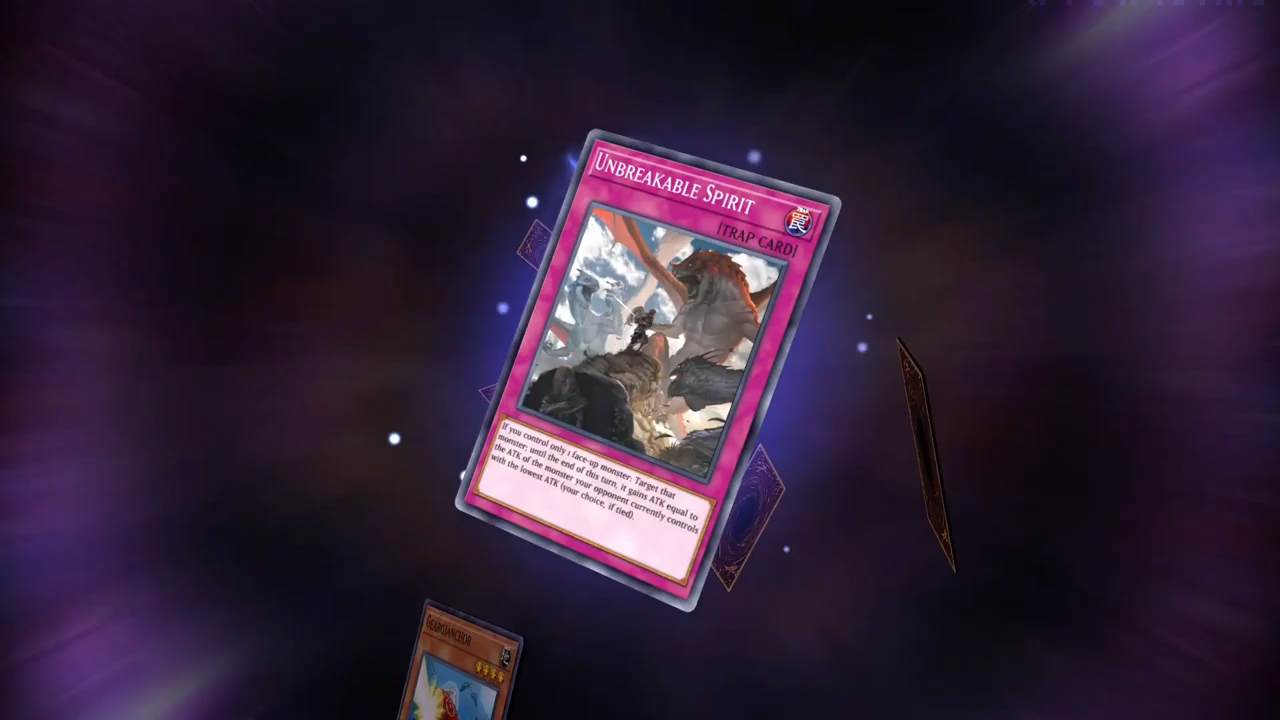 UNBREAKABLE SPIRIT
罠
[TRAP CARD]
If you control only 1 face-up monster: Target that
monster; until the end of this turn, it gains ATK equal to
the ATK of the monster your opponent currently controls
with the lowest ATK (your choice, if tied).
GEARGIANCHOR